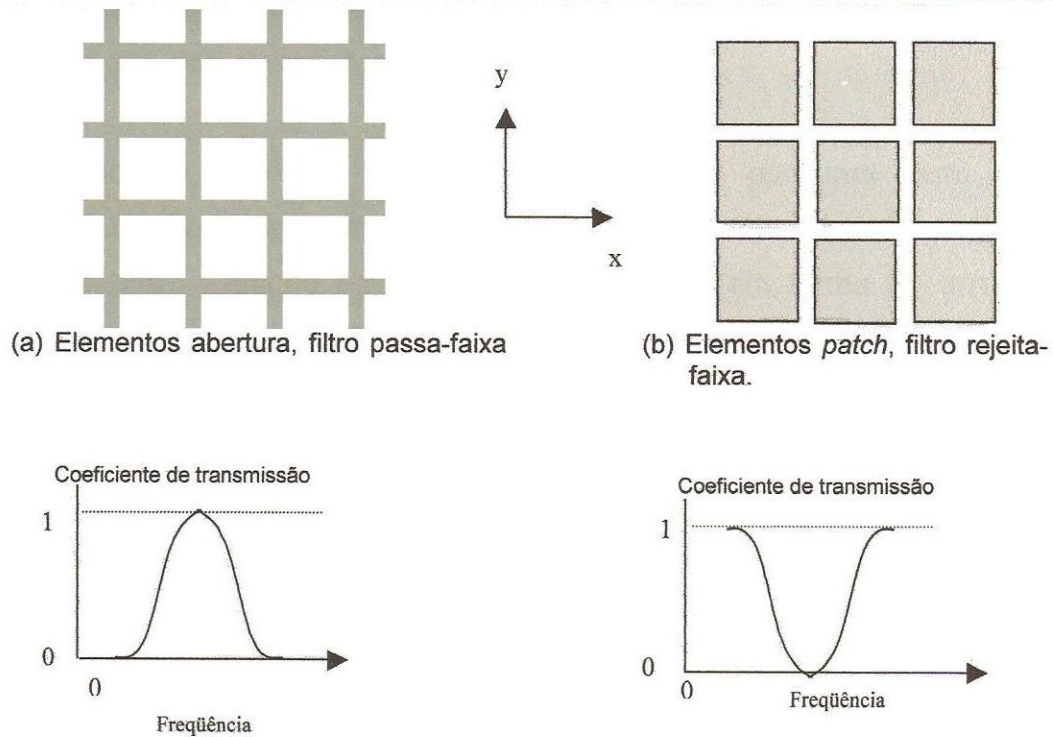 y
x
(a) Elementos abertura, filtro passa-faixa
(b) Elementos patch, filtro rejeita-
faixa.
Coeficiente de transmissão
1
0
0
Freqüência
Coeficiente de transmissão
1
0
0
Freqüência